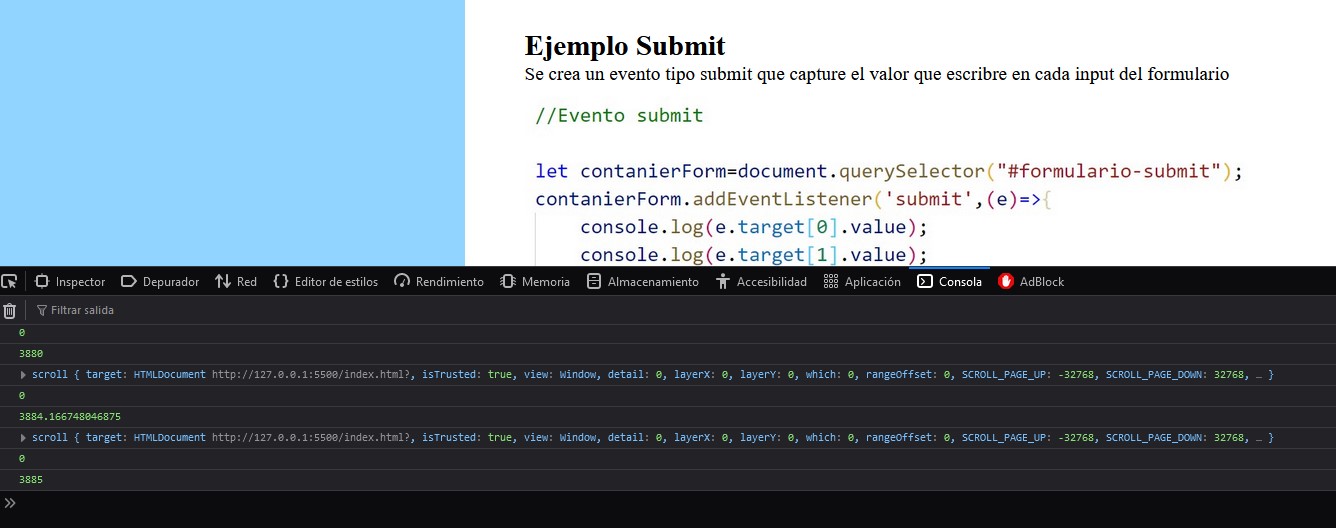 Ejemplo Submit
Se crea un evento tipo submit que capture el valor que escribre en cada input del formulario
//Evento submit
let contanierForm=document.querySelector("#formulario-submit");
contanierForm.addEventListener('submit',(e)=>{
console.log(e.target[0].value);
console.log(e.target[1].value);
Inspector Depurador Red Editor de estilos Rendimiento Memoria Almacenamiento Accesibilidad Aplicación Consola AdBlock
Filtrar salida
0
3880
scroll { target: HTMLDocument http://127.0.0.1:5500/index.html?, isTrusted: true, view: Window, detail: 0, layerX: 0, layerY: 0, which: 0, rangeOffset: 0, SCROLL_PAGE_UP: -32768, SCROLL_PAGE_DOWN: 32768, … }
0
3884.166748046875
scroll { target: HTMLDocument http://127.0.0.1:5500/index.html?, isTrusted: true, view: Window, detail: 0, layerX: 0, layerY: 0, which: 0, rangeOffset: 0, SCROLL_PAGE_UP: -32768, SCROLL_PAGE_DOWN: 32768, … }
0
3885